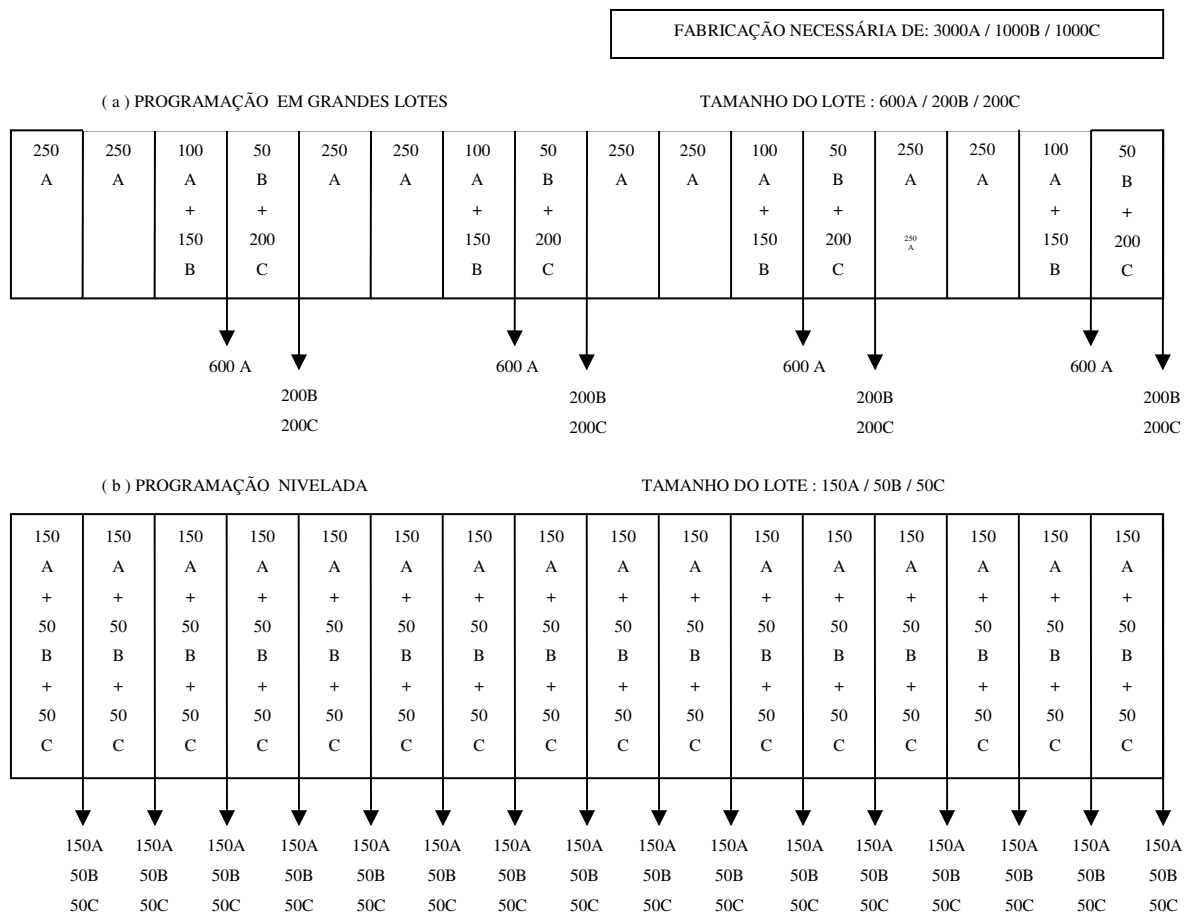 FABRICAÇÃO NECESSÁRIA DE: 3000A / 1000B / 1000C
( a ) PROGRAMAÇÃO EM GRANDES LOTES TAMANHO DO LOTE : 600A / 200B / 200C
250 250 100 50 250 250 100 50 250 250 100 50 250 250 100 50
A A A B A A A B A A A B A A A B
+ + + + + + + +
150 200 150 200 150 200 250 150 200
B C B C B C A B C
600 A 600 A 600 A 600 A
200B 200B 200B 200B
200C 200C 200C 200C
( b ) PROGRAMAÇÃO NIVELADA TAMANHO DO LOTE : 150A / 50B / 50C
150 150 150 150 150 150 150 150 150 150 150 150 150 150 150 150
A A A A A A A A A A A A A A A A
+ + + + + + + + + + + + + + + +
50 50 50 50 50 50 50 50 50 50 50 50 50 50 50 50
B B B B B B B B B B B B B B B B
+ + + + + + + + + + + + + + + +
50 50 50 50 50 50 50 50 50 50 50 50 50 50 50 50
C C C C C C C C C C C C C C C C
150A 150A 150A 150A 150A 150A 150A 150A 150A 150A 150A 150A 150A 150A 150A 150A
50B 50B 50B 50B 50B 50B 50B 50B 50B 50B 50B 50B 50B 50B 50B 50B
50C 50C 50C 50C 50C 50C 50C 50C 50C 50C 50C 50C 50C 50C 50C 50C